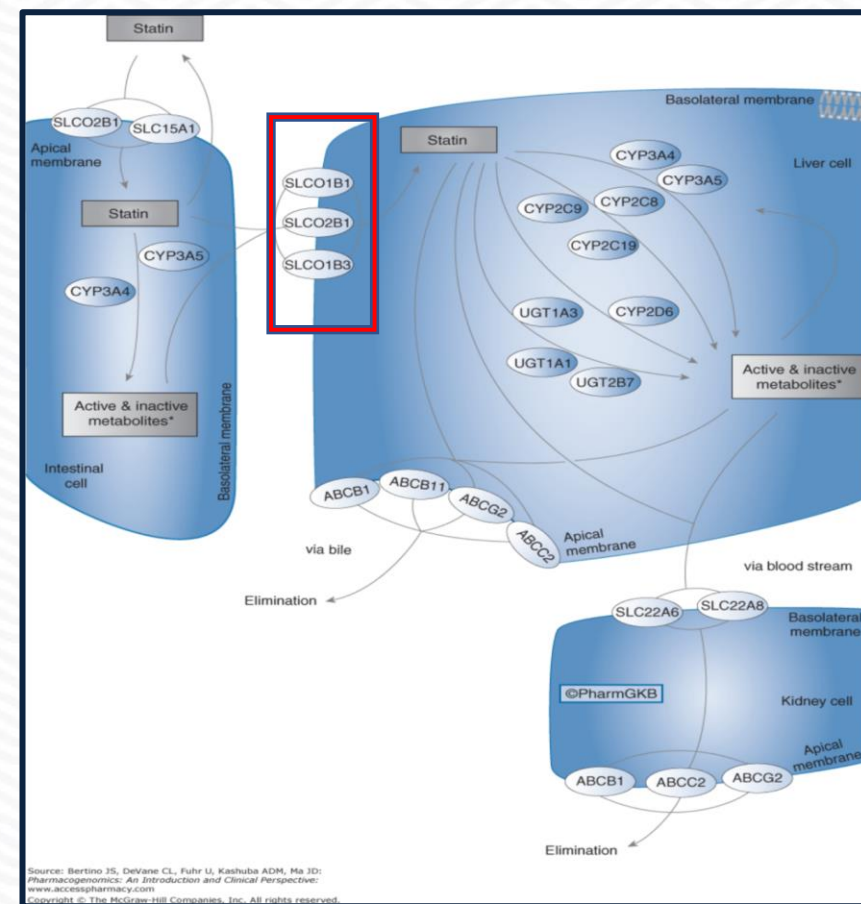 Statin
SLCO2B1
SLC15A1
Apical
membrane
Statin
CYP3A5
CYP3A4
Active & inactive
metabolites*
Intestinal
cell
Basolateral membrane
SLCO1B1
SLCO2B1
SLCO1B3
Basolateral membrane
Liver cell
Statin
CYP3A4
CYP3A5
CYP2C9
CYP2C8
CYP2C19
UGT1A3
CYP2D6
UGT1A1
UGT2B7
Active & inactive
metabolites*
ABCB1
ABCB11
ABCG2
ABCC2
Apical
membrane
via bile
Elimination
via blood stream
SLC22A6
SLC22A8
Basolateral
membrane
©PharmGKB
Kidney cell
Apical
membrane
ABCB1
ABCC2
ABCG2
Elimination
Source: Bertino JS, DeVane CL, Fuhr U, Kashuba ADM, Ma JD:
Pharmacogenomics: An Introduction and Clinical Perspective:
www.accesspharmacy.com
Copyright © The McGraw-Hill Companies, Inc. All rights reserved.